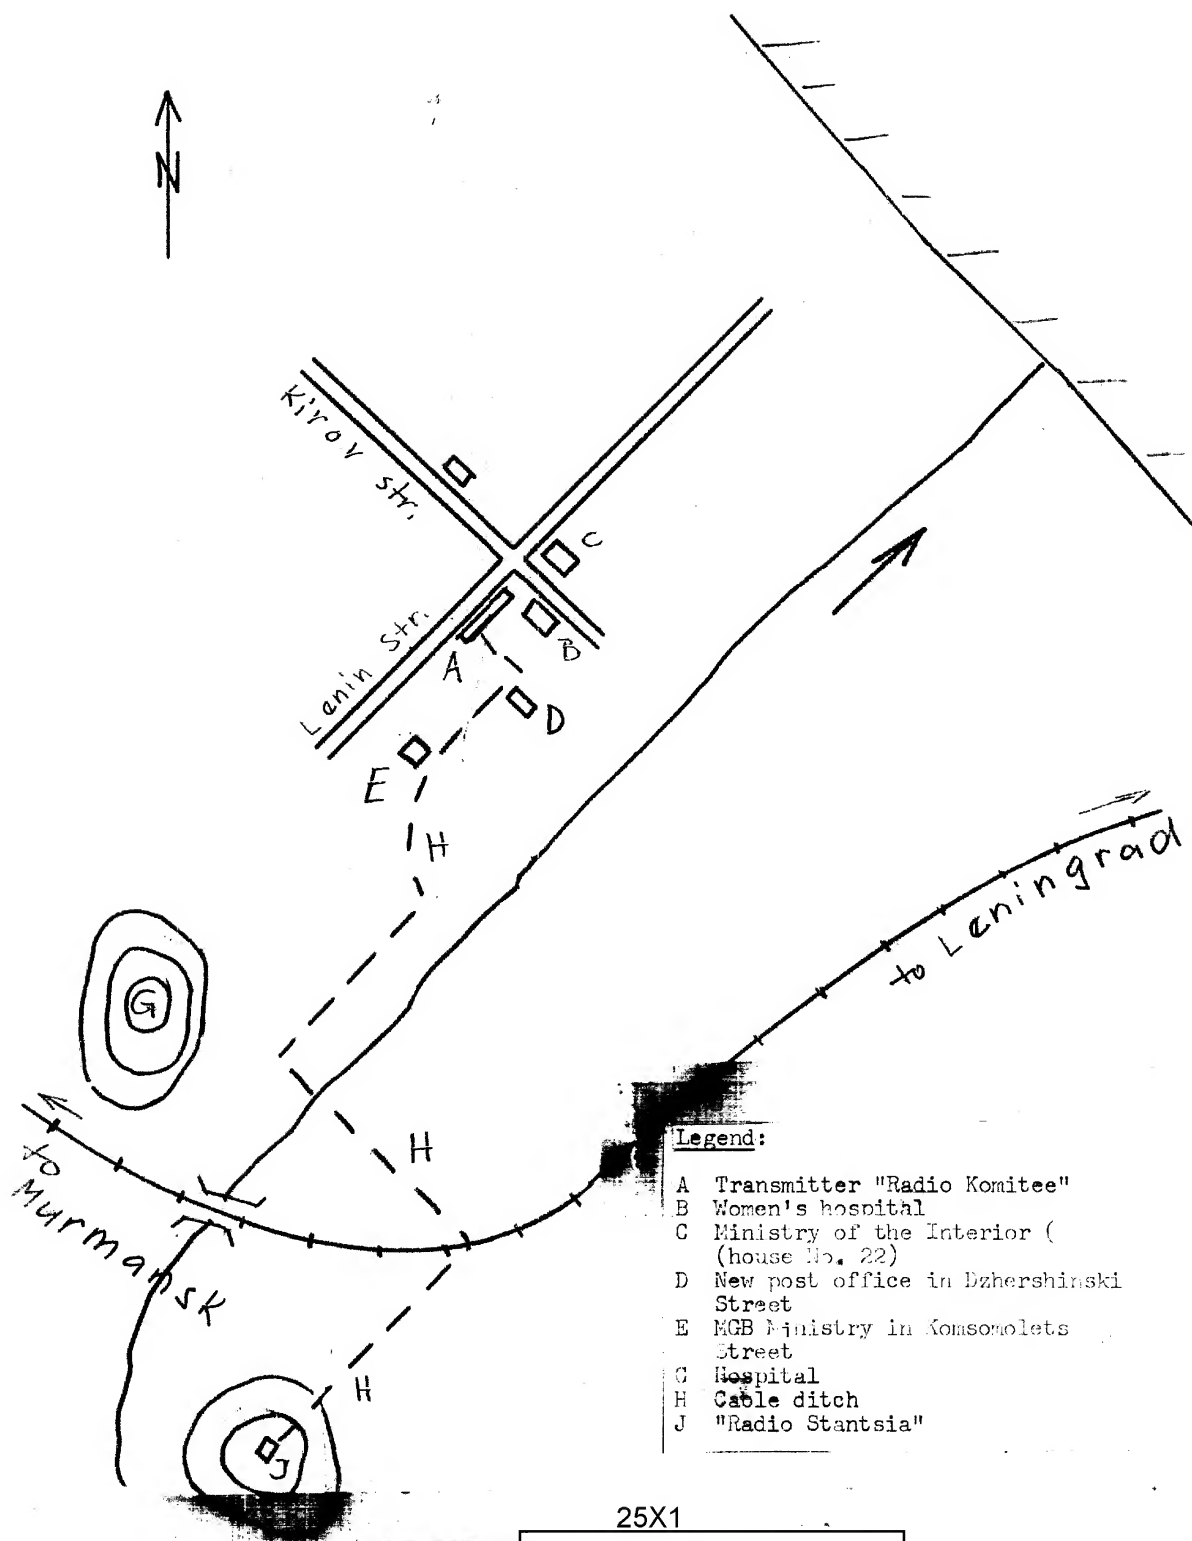 N
Kirov str.
C
Lenin Str.
A
B
D
E
H
to Leningrad
G
H
to
Murmansk
H
J
Legend:
A Transmitter "Radio Komitee"
B Women's hospital
C Ministry of the Interior (
(house No. 22)
D New post office in Dzhershinski
Street
E MGB Ministry in Komsomolets
Street
G Hospital
H Cable ditch
J "Radio Stantsia"
25X1